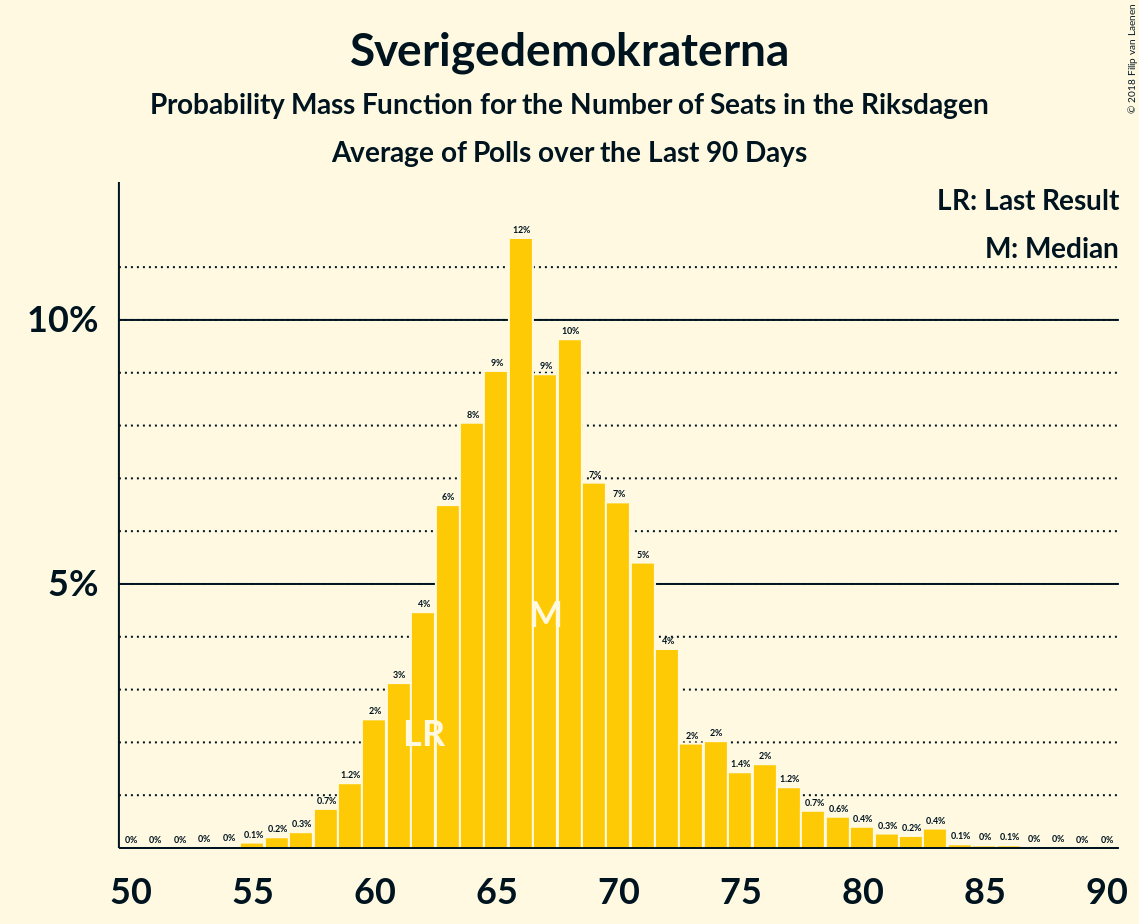 Sverigedemokraterna
Probability Mass Function for the Number of Seats in the Riksdagen
Average of Polls over the Last 90 Days
© 2018 Filip van Laenen
LR: Last Result
M: Median
10%
5%
0% 0% 0% 0% 0% 0.1% 0.2% 0.3% 0.7% 1.2% 2% 3% 4% 6% 8% 9% 12% 9% 10% 7% 7% 5% 4% 2% 2% 1.4% 2% 1.2% 0.7% 0.6% 0.4% 0.3% 0.2% 0.4% 0.1% 0% 0.1% 0% 0% 0% 0%
M
LR
50 55 60 65 70 75 80 85 90